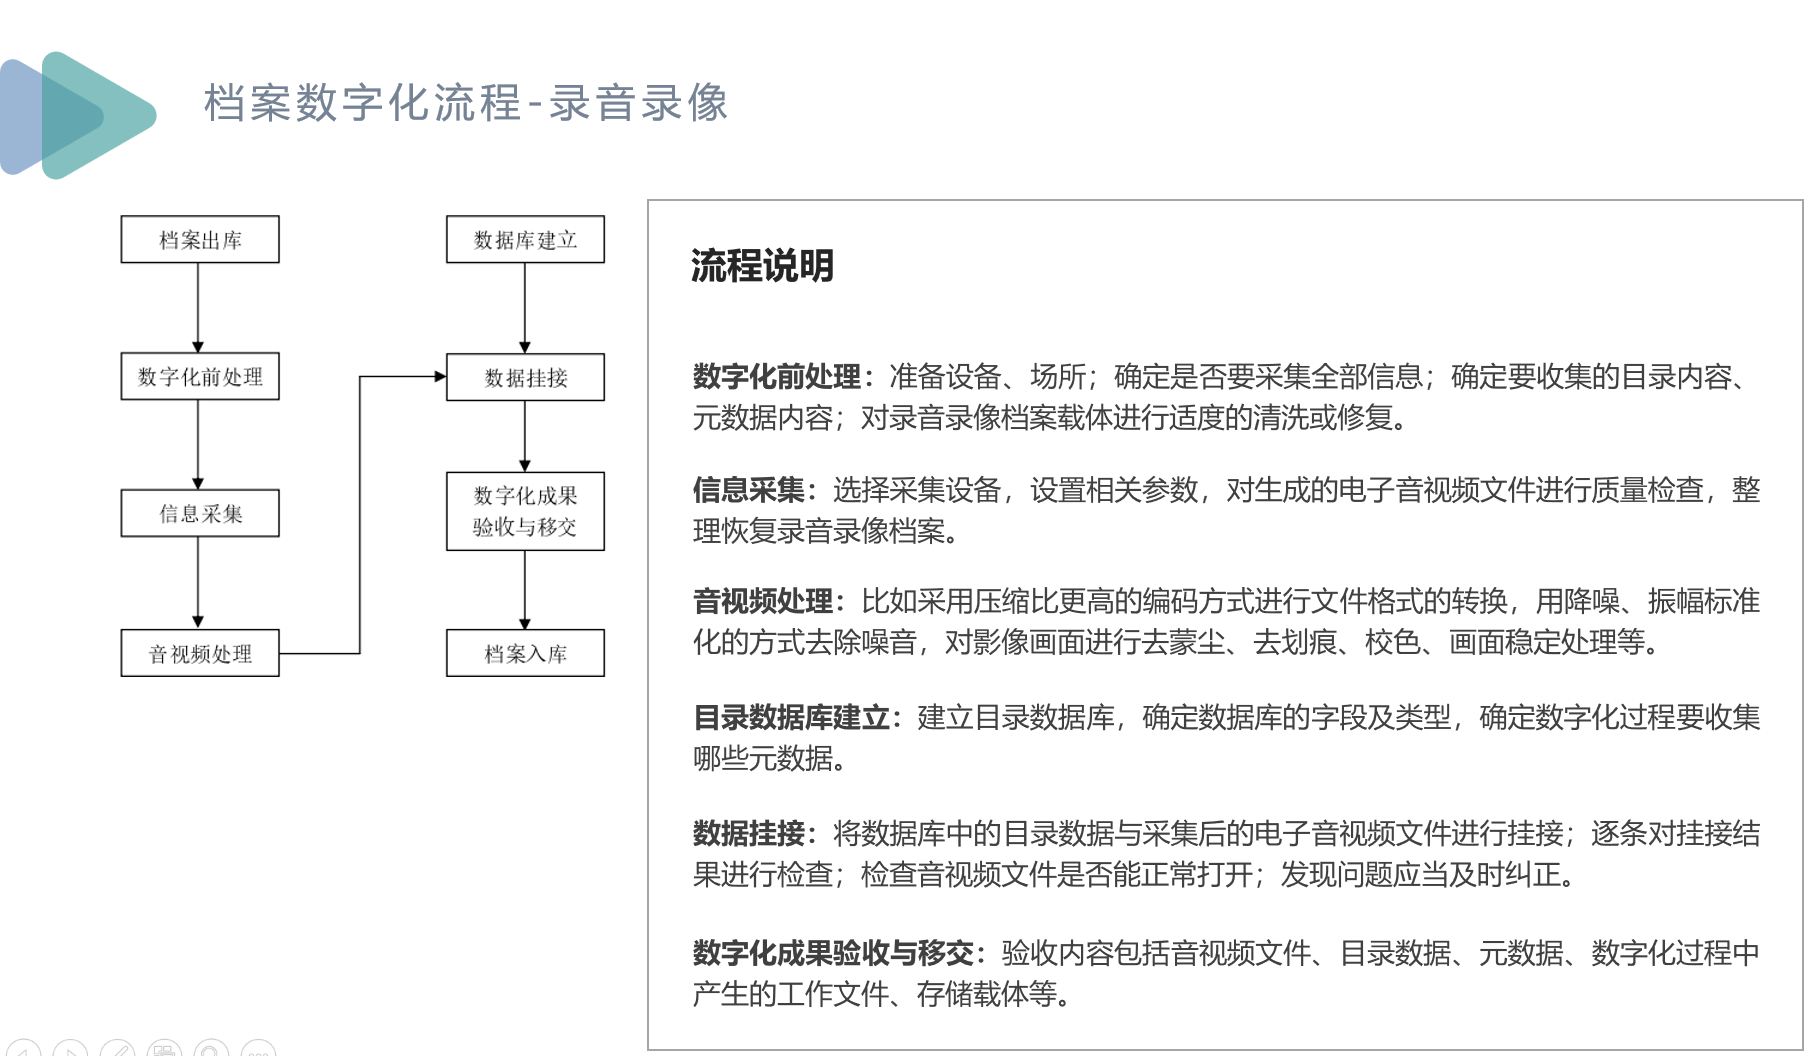 档案数字化流程-录音录像
档案出库
数字化前处理
信息采集
音视频处理
数据库建立
数据挂接
数字化成果
验收与移交
档案入库
流程说明
数字化前处理：准备设备、场所；确定是否要采集全部信息；确定要收集的目录内容、
元数据内容；对录音录像档案载体进行适度的清洗或修复。
信息采集：选择采集设备，设置相关参数，对生成的电子音视频文件进行质量检查，整
理恢复录音录像档案。
音视频处理：比如采用压缩比更高的编码方式进行文件格式的转换，用降噪、振幅标准
化的方式去除噪音，对影像画面进行去蒙尘、去划痕、校色、画面稳定处理等。
目录数据库建立：建立目录数据库，确定数据库的字段及类型，确定数字化过程要收集
哪些元数据。
数据挂接：将数据库中的目录数据与采集后的电子音视频文件进行挂接；逐条对挂接结
果进行检查；检查音视频文件是否能正常打开；发现问题应当及时纠正。
数字化成果验收与移交：验收内容包括音视频文件、目录数据、元数据、数字化过程中
产生的工作文件、存储载体等。